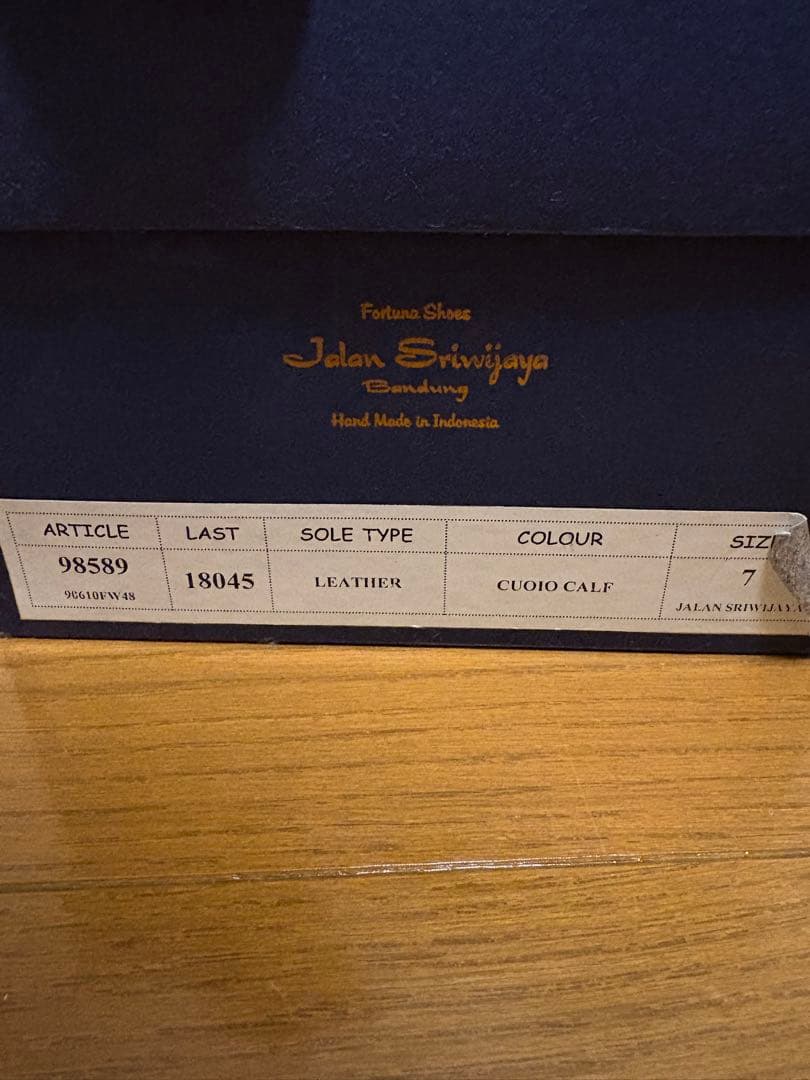 Fortuna Shoes
Jalan Sriwijaya
Bandung
Hand Made in Indonesia
ARTICLE LAST SOLE TYPE COLOUR
98589 18045 LEATHER CUOIO CALF 7
98610FW48 JALAN SRIWIJAYA